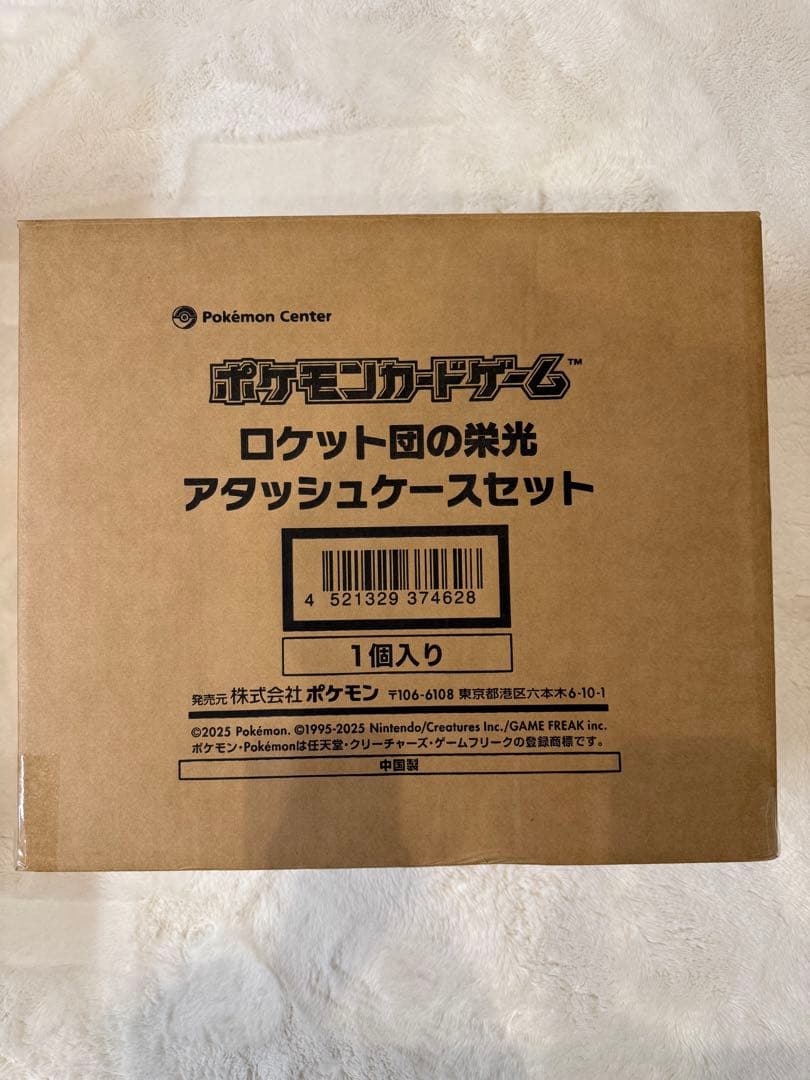 Pokémon Center
ポケモンカードゲーム™
ロケット団の栄光
アタッシュケースセット
4 521329 374628
1個入り
発売元 株式会社 ポケモン 〒106-6108 東京都港区六本木6-10-1
©2025 Pokémon. ©1995-2025 Nintendo/Creatures Inc./GAME FREAK inc.
ポケモン・Pokémonは任天堂・クリーチャーズ・ゲームフリークの登録商標です。
中国製